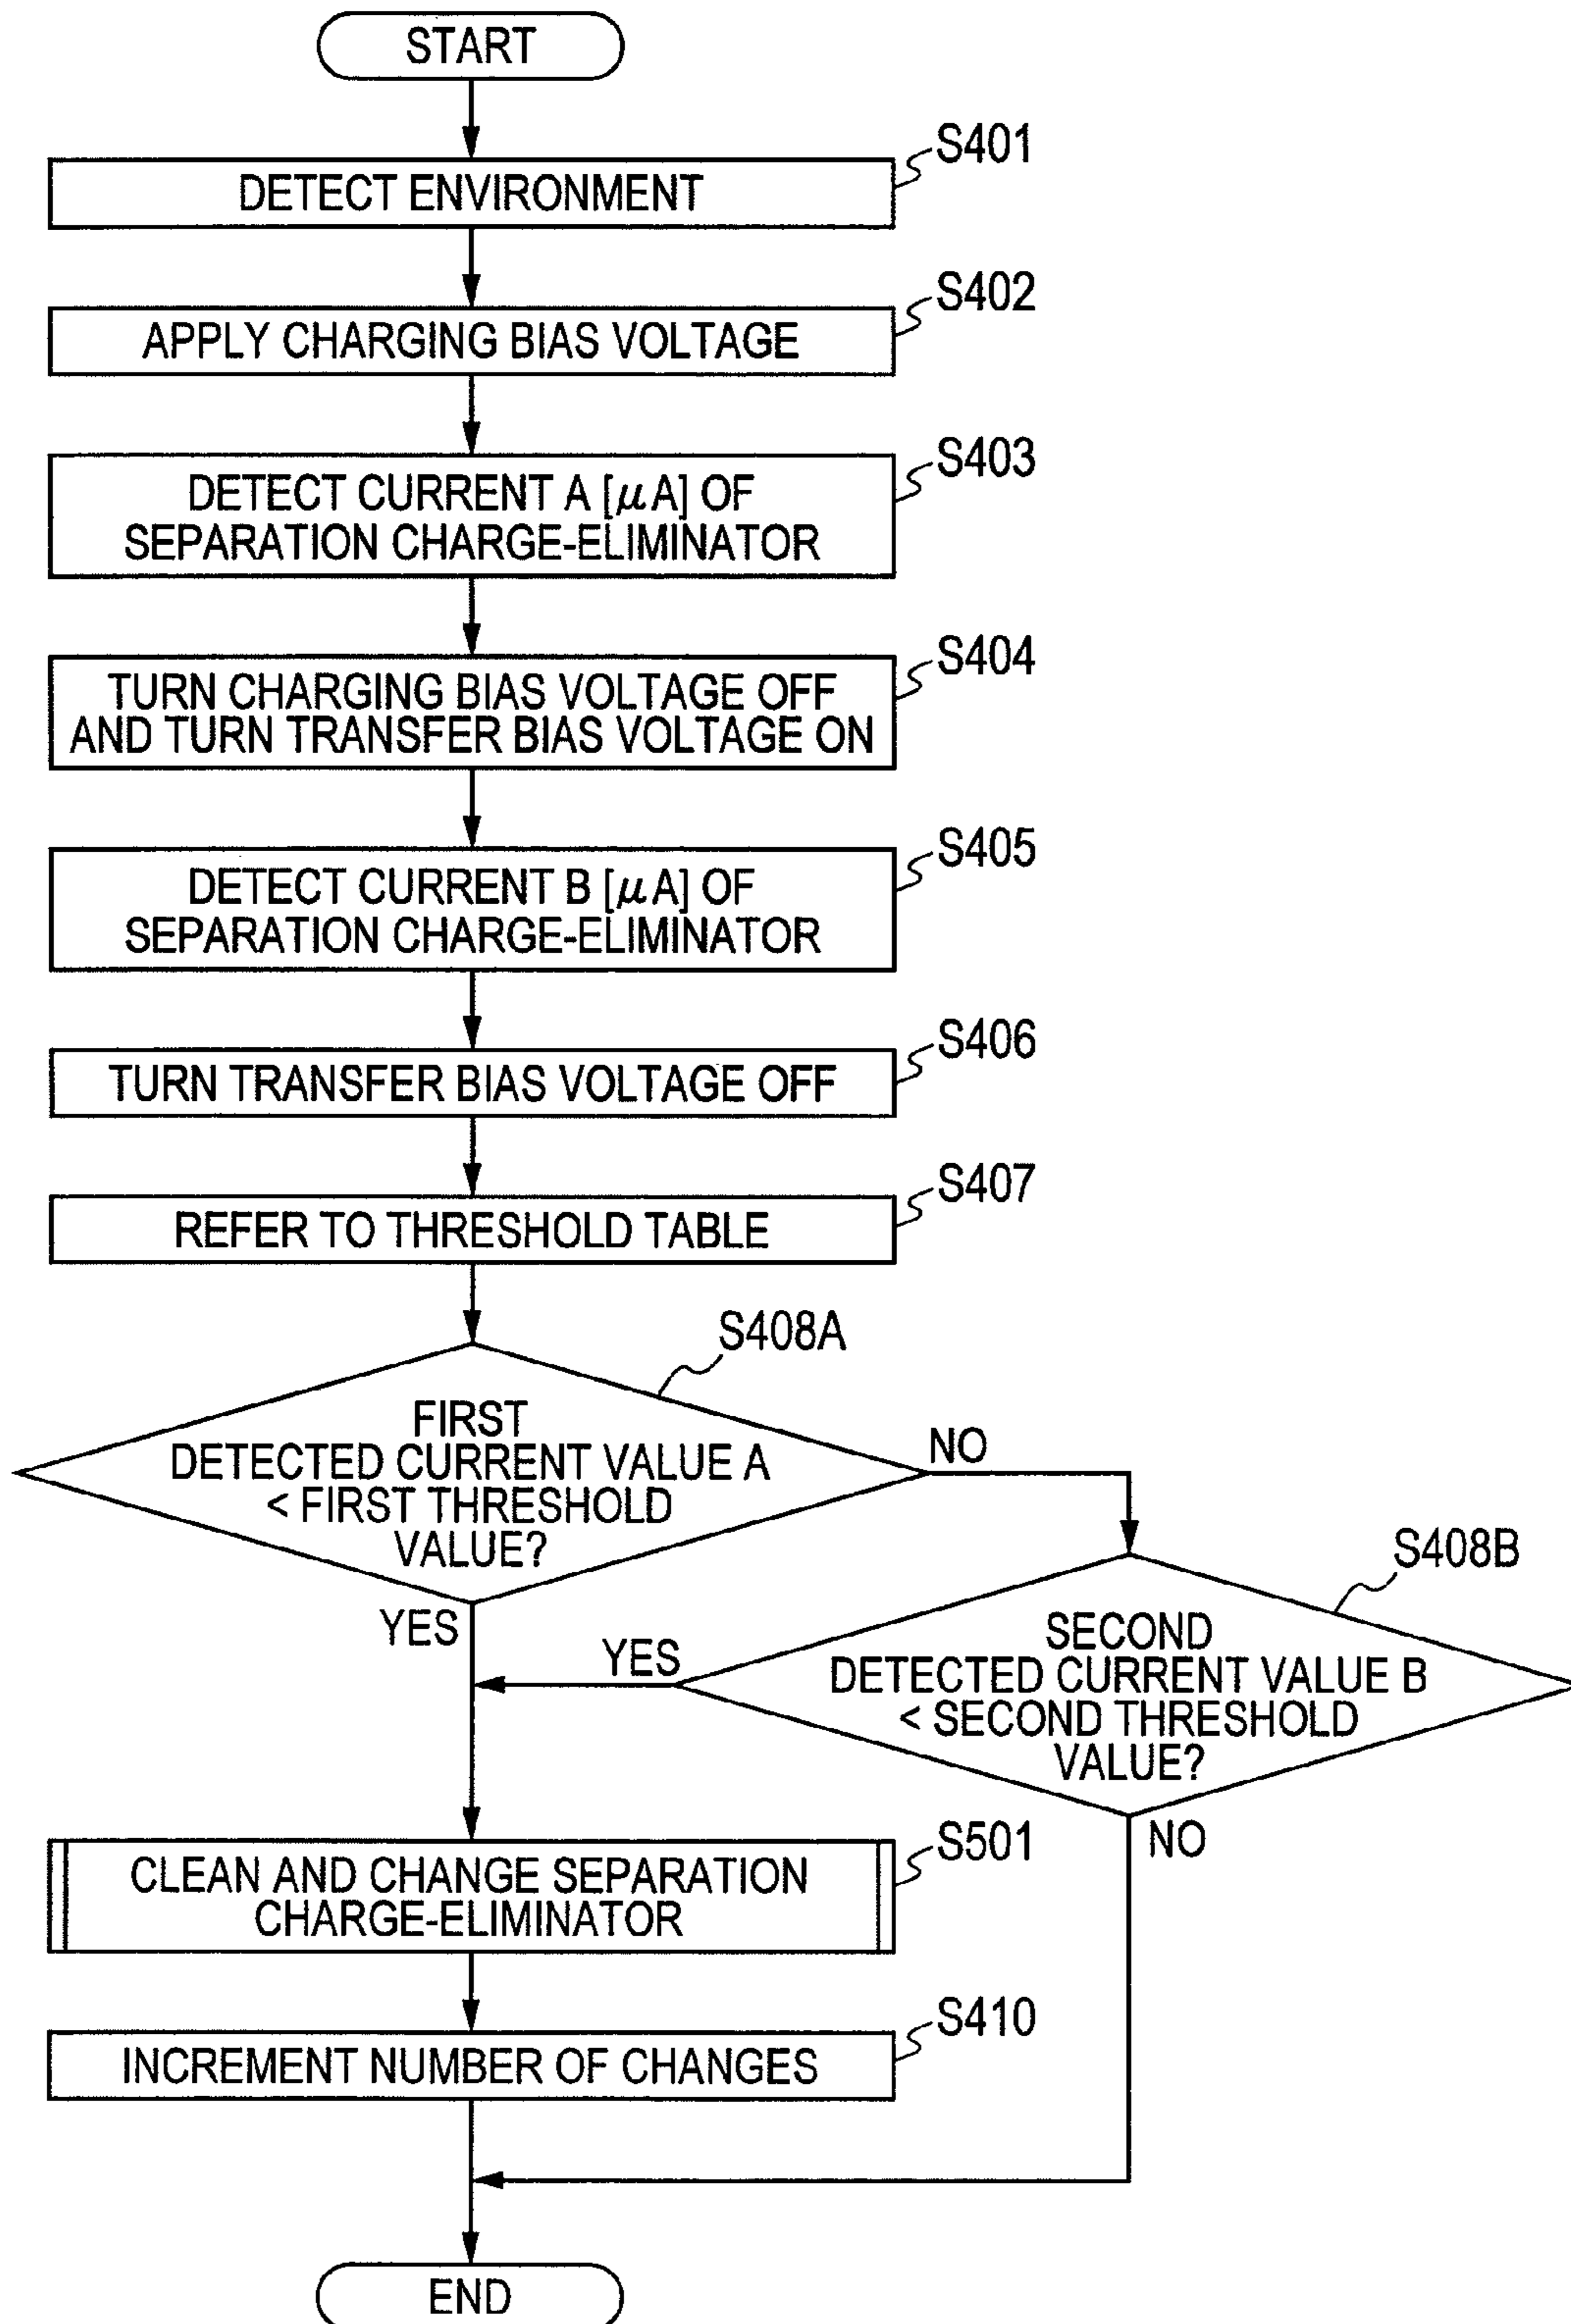 START
S401
DETECT ENVIRONMENT
S402
APPLY CHARGING BIAS VOLTAGE
S403
DETECT CURRENT A [μA] OF
SEPARATION CHARGE-ELIMINATOR
S404
TURN CHARGING BIAS VOLTAGE OFF
AND TURN TRANSFER BIAS VOLTAGE ON
S405
DETECT CURRENT B [μA] OF
SEPARATION CHARGE-ELIMINATOR
S406
TURN TRANSFER BIAS VOLTAGE OFF
S407
REFER TO THRESHOLD TABLE
S408A
FIRST
DETECTED CURRENT VALUE A
< FIRST THRESHOLD
VALUE?
NO
YES
S408B
SECOND
DETECTED CURRENT VALUE B
< SECOND THRESHOLD
VALUE?
YES
NO
S501
CLEAN AND CHANGE SEPARATION
CHARGE-ELIMINATOR
S410
INCREMENT NUMBER OF CHANGES
END